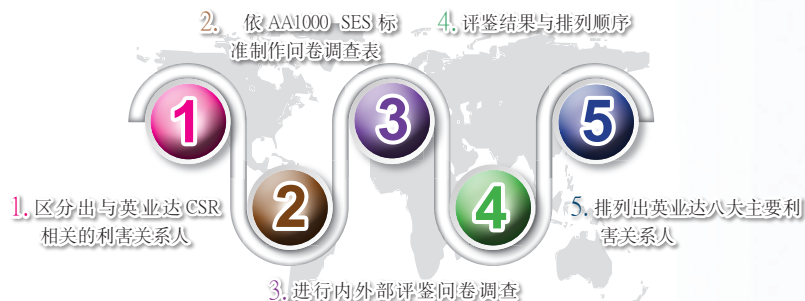 1. 区分出与英业达 CSR
相关的利害关系人
2. 依 AA1000 SES 标
准制作问卷调查表
3. 进行内外部评鉴问卷调查
4. 评鉴结果与排列顺序
5. 排列出英业达八大主要利
害关系人
1
2
3
4
5